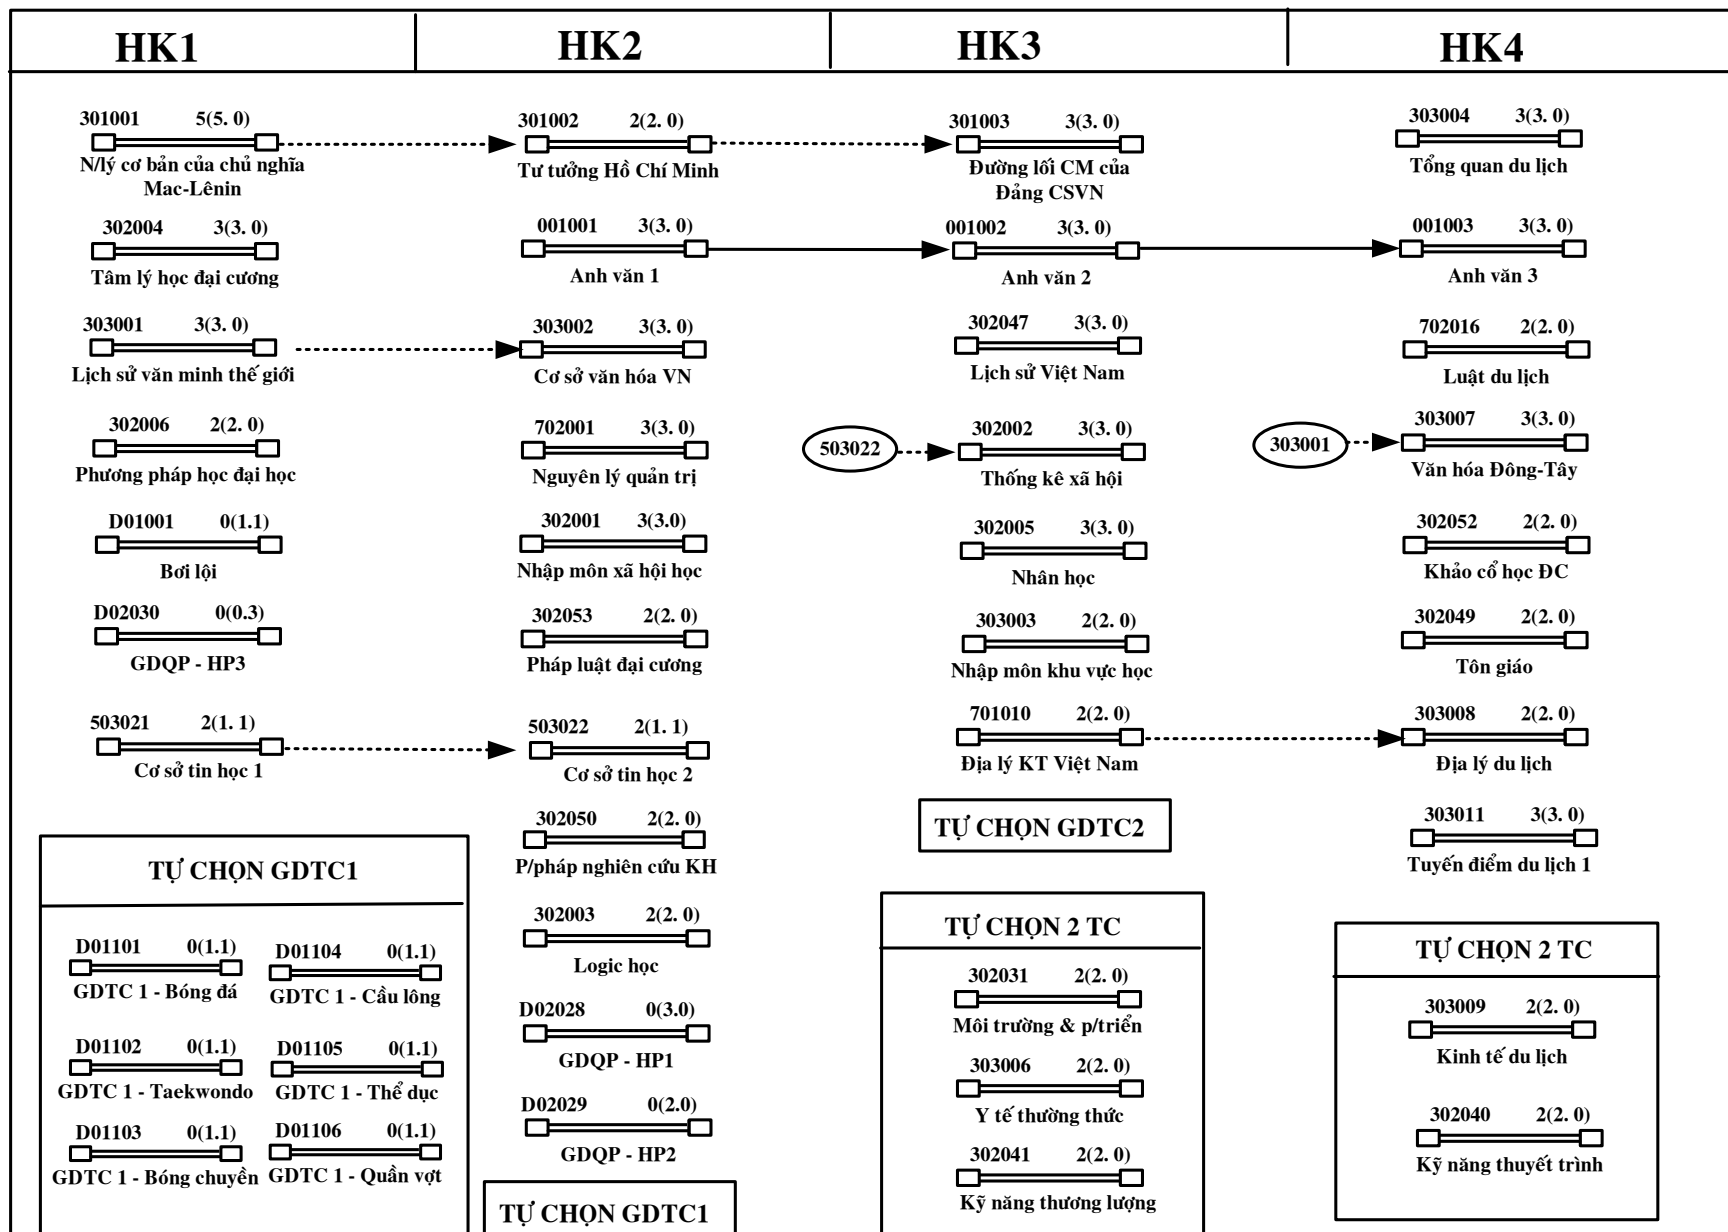 HK1
HK2
HK3
HK4
301001 5(5. 0)
N/lý cơ bản của chủ nghĩa
Mac-Lênin
302004 3(3. 0)
Tâm lý học đại cương
303001 3(3. 0)
Lịch sử văn minh thế giới
302006 2(2. 0)
Phương pháp học đại học
D01001 0(1.1)
Bơi lội
D02030 0(0.3)
GDQP - HP3
503021 2(1. 1)
Cơ sở tin học 1
TỰ CHỌN GDTC1
D01101 0(1.1)
GDTC 1 - Bóng đá
D01104 0(1.1)
GDTC 1 - Cầu lông
D01102 0(1.1)
GDTC 1 - Taekwondo
D01105 0(1.1)
GDTC 1 - Thể dục
D01103 0(1.1)
GDTC 1 - Bóng chuyền
D01106 0(1.1)
GDTC 1 - Quần vợt
301002 2(2. 0)
Tư tưởng Hồ Chí Minh
001001 3(3. 0)
Anh văn 1
303002 3(3. 0)
Cơ sở văn hóa VN
702001 3(3. 0)
Nguyên lý quản trị
302001 3(3.0)
Nhập môn xã hội học
302053 2(2. 0)
Pháp luật đại cương
503022 2(1. 1)
Cơ sở tin học 2
302050 2(2. 0)
P/pháp nghiên cứu KH
302003 2(2. 0)
Logic học
D02028 0(3.0)
GDQP - HP1
D02029 0(2.0)
GDQP - HP2
TỰ CHỌN GDTC1
301003 3(3. 0)
Đường lối CM của
Đảng CSVN
001002 3(3. 0)
Anh văn 2
302047 3(3. 0)
Lịch sử Việt Nam
503022
302002 3(3. 0)
Thống kê xã hội
302005 3(3. 0)
Nhân học
303003 2(2. 0)
Nhập môn khu vực học
701010 2(2. 0)
Địa lý KT Việt Nam
TỰ CHỌN GDTC2
TỰ CHỌN 2 TC
302031 2(2. 0)
Môi trường & p/triển
303006 2(2. 0)
Y tế thường thức
302041 2(2. 0)
Kỹ năng thương lượng
303004 3(3. 0)
Tổng quan du lịch
001003 3(3. 0)
Anh văn 3
702016 2(2. 0)
Luật du lịch
303001
303007 3(3. 0)
Văn hóa Đông-Tây
302052 2(2. 0)
Khảo cổ học ĐC
302049 2(2. 0)
Tôn giáo
303008 2(2. 0)
Địa lý du lịch
303011 3(3. 0)
Tuyến điểm du lịch 1
TỰ CHỌN 2 TC
303009 2(2. 0)
Kinh tế du lịch
302040 2(2. 0)
Kỹ năng thuyết trình